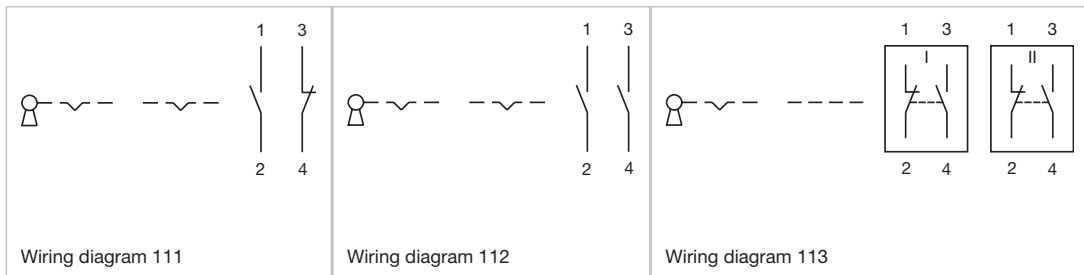 1 3
2 4
Wiring diagram 111
1 3
2 4
Wiring diagram 112
1 3 1 3
I II
2 4 2 4
Wiring diagram 113